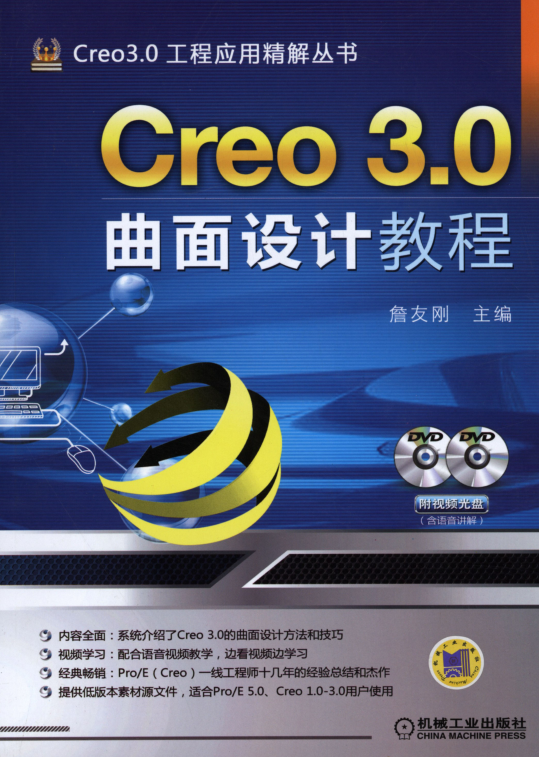 Creo3.0 工程应用精解丛书
Creo 3.0
曲面设计教程
詹友刚 主编
DVD DVD
附视频光盘
（含语音讲解）
内容全面：系统介绍了Creo 3.0的曲面设计方法和技巧
视频学习：配合语音视频教学，边看视频边学习
经典畅销：Pro/E（Creo）一线工程师十几年的经验总结和杰作
提供低版本素材源文件，适合Pro/E 5.0、Creo 1.0-3.0用户使用
机械工业出版社
CHINA MACHINE PRESS